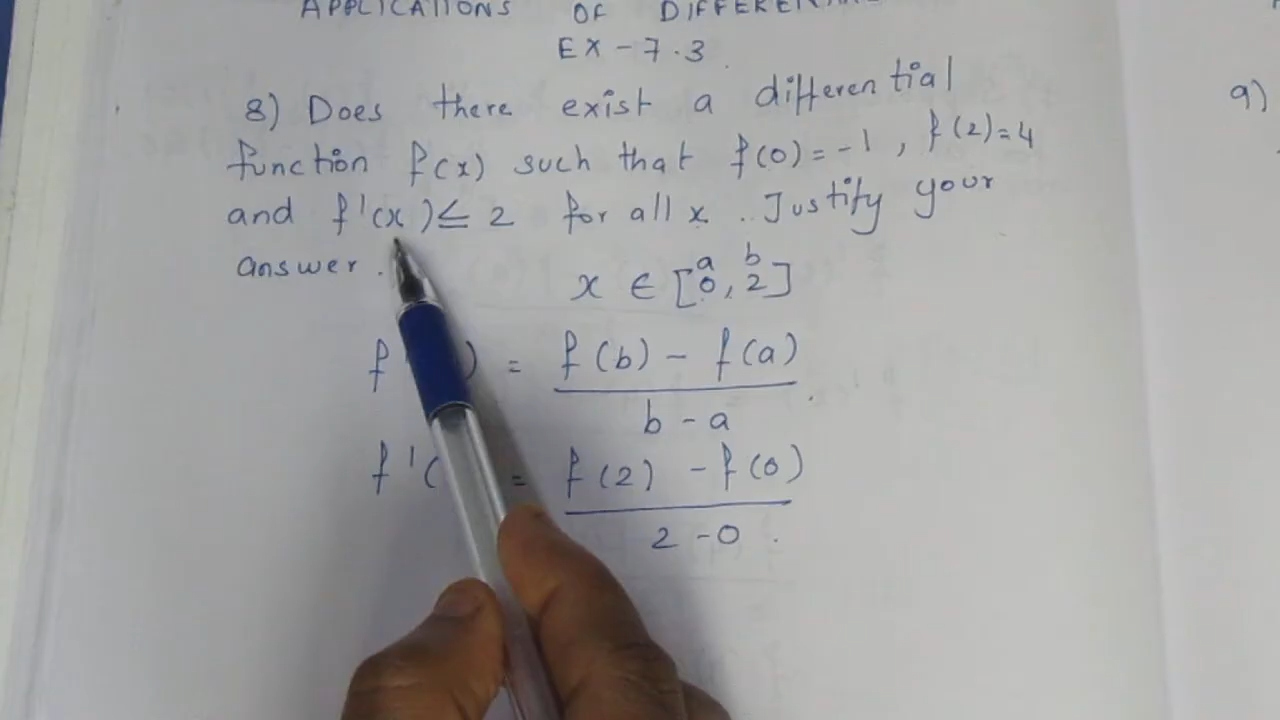 APPLICATIONS OF
EX-7.3
8) Does there exist a differential
function f(x) such that f(0)=-1, f(2)=4
and f'(x)≤ 2 for all x. Justify your
answer.
a b
x ∈ [0, 2]
f ) = f(b) - f(a)
b - a
f'( = f(2) - f(0)
2 - 0
9)